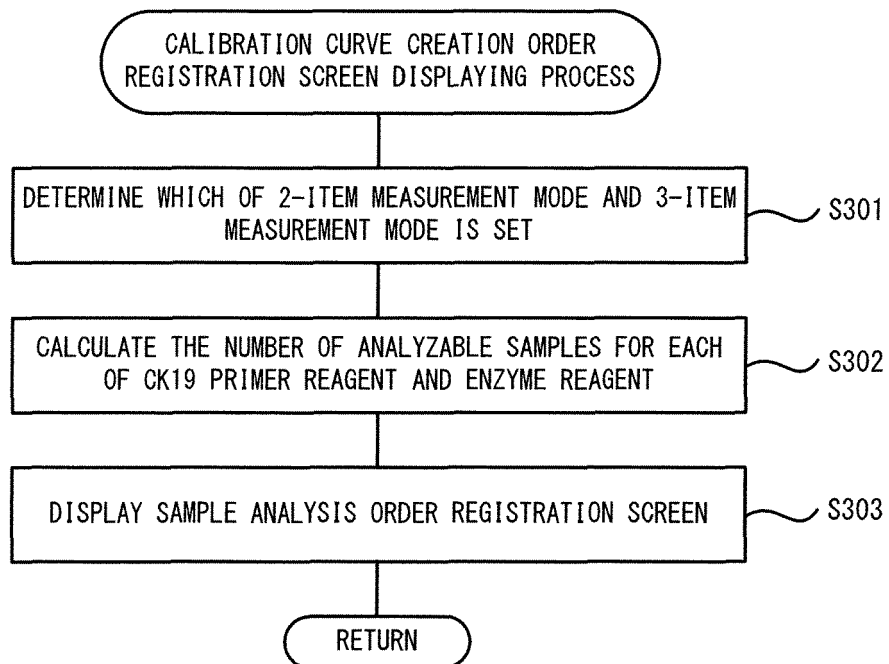 CALIBRATION CURVE CREATION ORDER
REGISTRATION SCREEN DISPLAYING PROCESS
DETERMINE WHICH OF 2-ITEM MEASUREMENT MODE AND 3-ITEM
MEASUREMENT MODE IS SET
S301
CALCULATE THE NUMBER OF ANALYZABLE SAMPLES FOR EACH
OF CK19 PRIMER REAGENT AND ENZYME REAGENT
S302
DISPLAY SAMPLE ANALYSIS ORDER REGISTRATION SCREEN
S303
RETURN